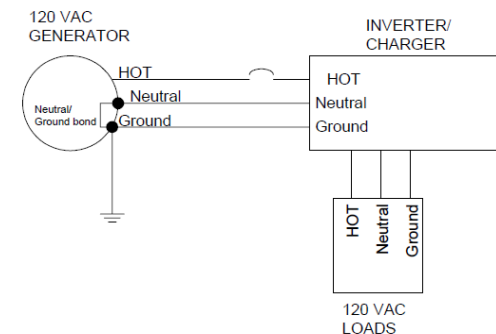 120 VAC
GENERATOR
INVERTER/
CHARGER
HOT
Neutral
Ground
Neutral/
Ground bond
HOT
Neutral
Ground
HOT
Neutral
Ground
120 VAC
LOADS